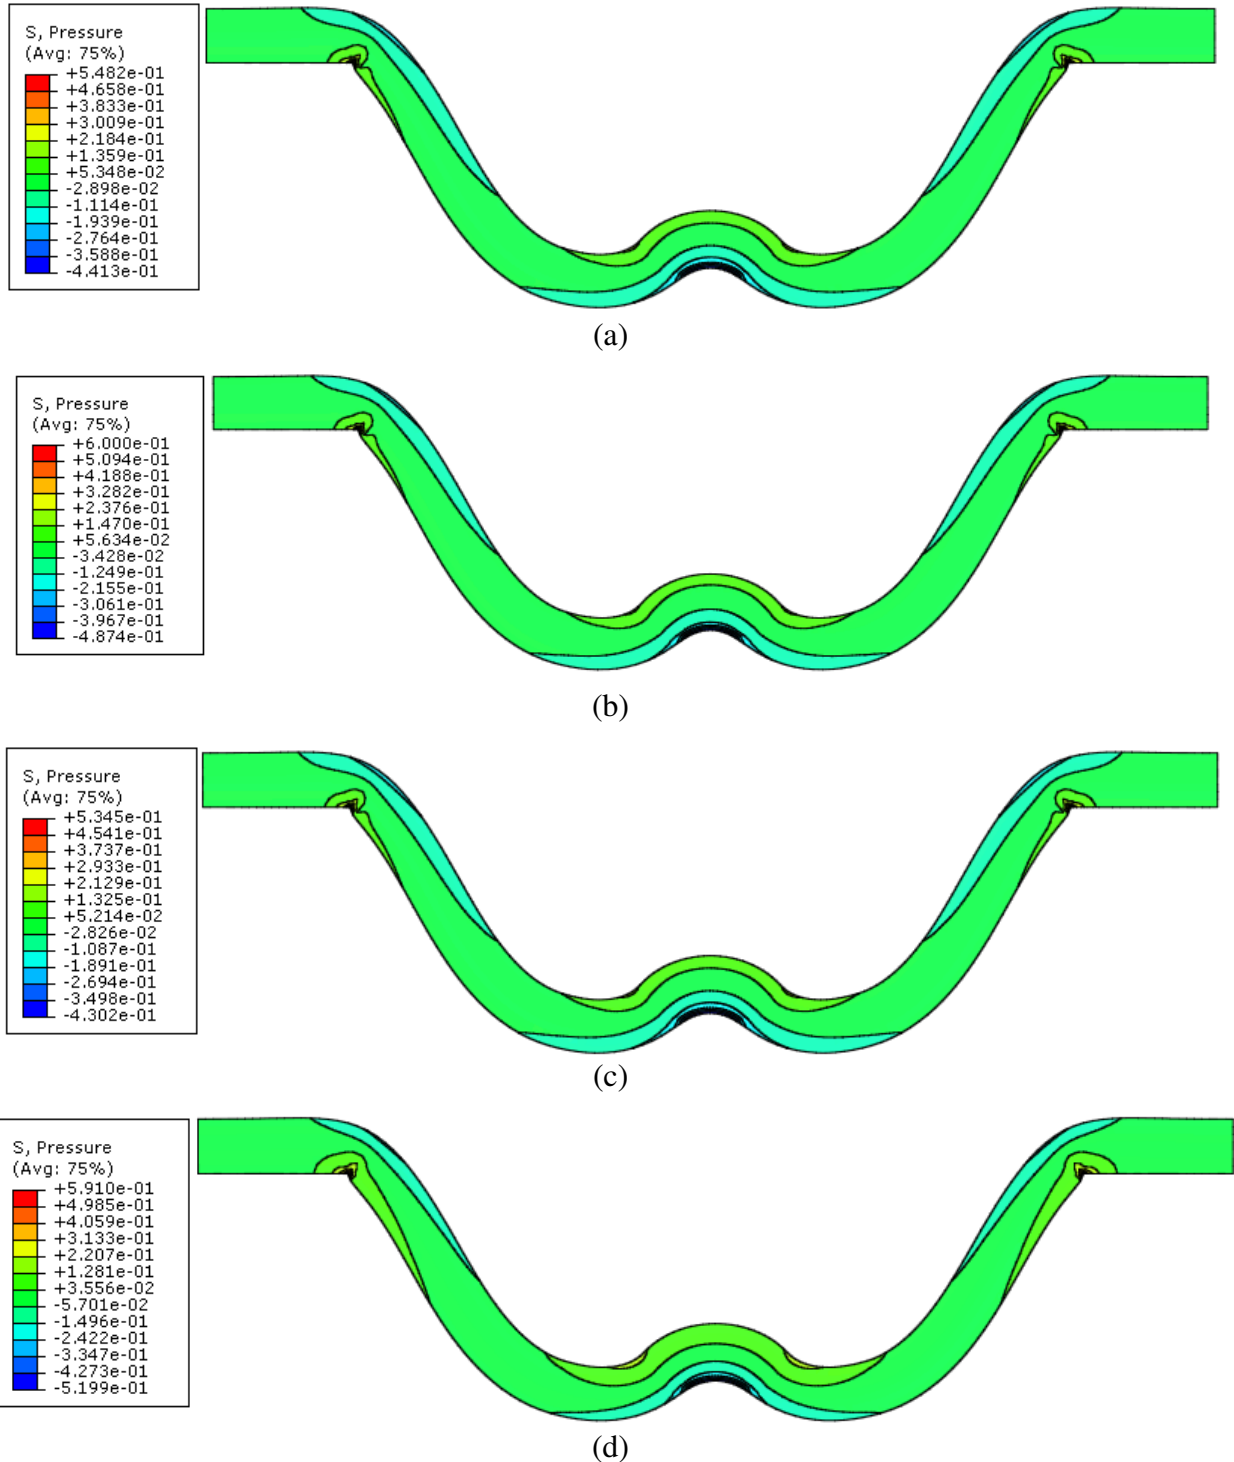 S, Pressure
(Avg: 75%)
+5.482e-01
+4.658e-01
+3.833e-01
+3.009e-01
+2.184e-01
+1.359e-01
+5.348e-02
-2.898e-02
-1.114e-01
-1.939e-01
-2.764e-01
-3.588e-01
-4.413e-01
(a)
S, Pressure
(Avg: 75%)
+6.000e-01
+5.094e-01
+4.188e-01
+3.282e-01
+2.376e-01
+1.470e-01
+5.634e-02
-3.428e-02
-1.249e-01
-2.155e-01
-3.061e-01
-3.967e-01
-4.874e-01
(b)
S, Pressure
(Avg: 75%)
+5.345e-01
+4.541e-01
+3.737e-01
+2.933e-01
+2.129e-01
+1.325e-01
+5.214e-02
-2.826e-02
-1.087e-01
-1.891e-01
-2.694e-01
-3.498e-01
-4.302e-01
(c)
S, Pressure
(Avg: 75%)
+5.910e-01
+4.985e-01
+4.059e-01
+3.133e-01
+2.207e-01
+1.281e-01
+3.556e-02
-5.701e-02
-1.496e-01
-2.422e-01
-3.347e-01
-4.273e-01
-5.199e-01
(d)